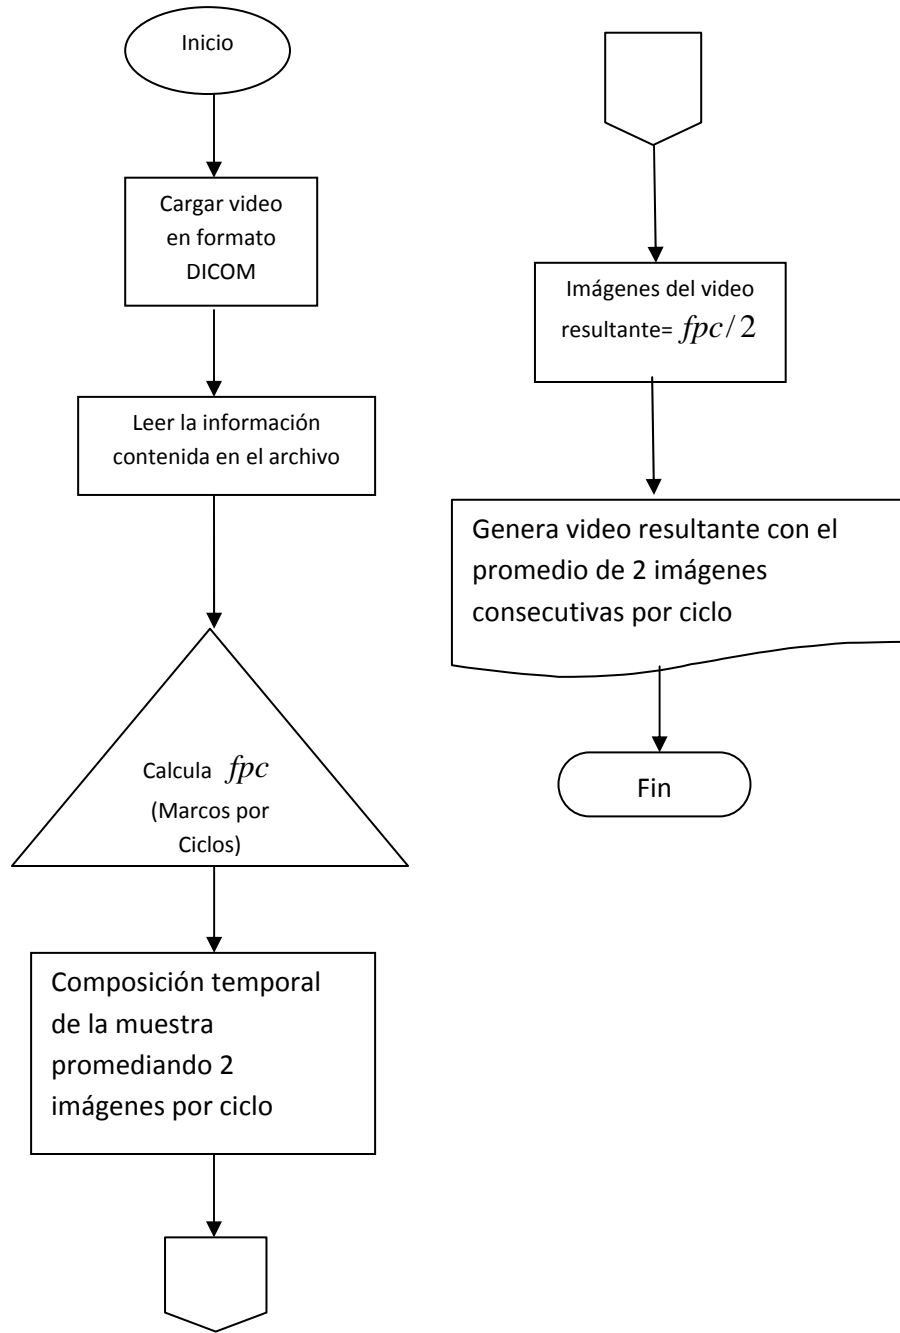 Inicio
Cargar video
en formato
DICOM
Leer la información
contenida en el archivo
Calcula fpc
(Marcos por
Ciclos)
Composición temporal
de la muestra
promediando 2
imágenes por ciclo
Imágenes del video
resultante= fpc/2
Genera video resultante con el
promedio de 2 imágenes
consecutivas por ciclo
Fin